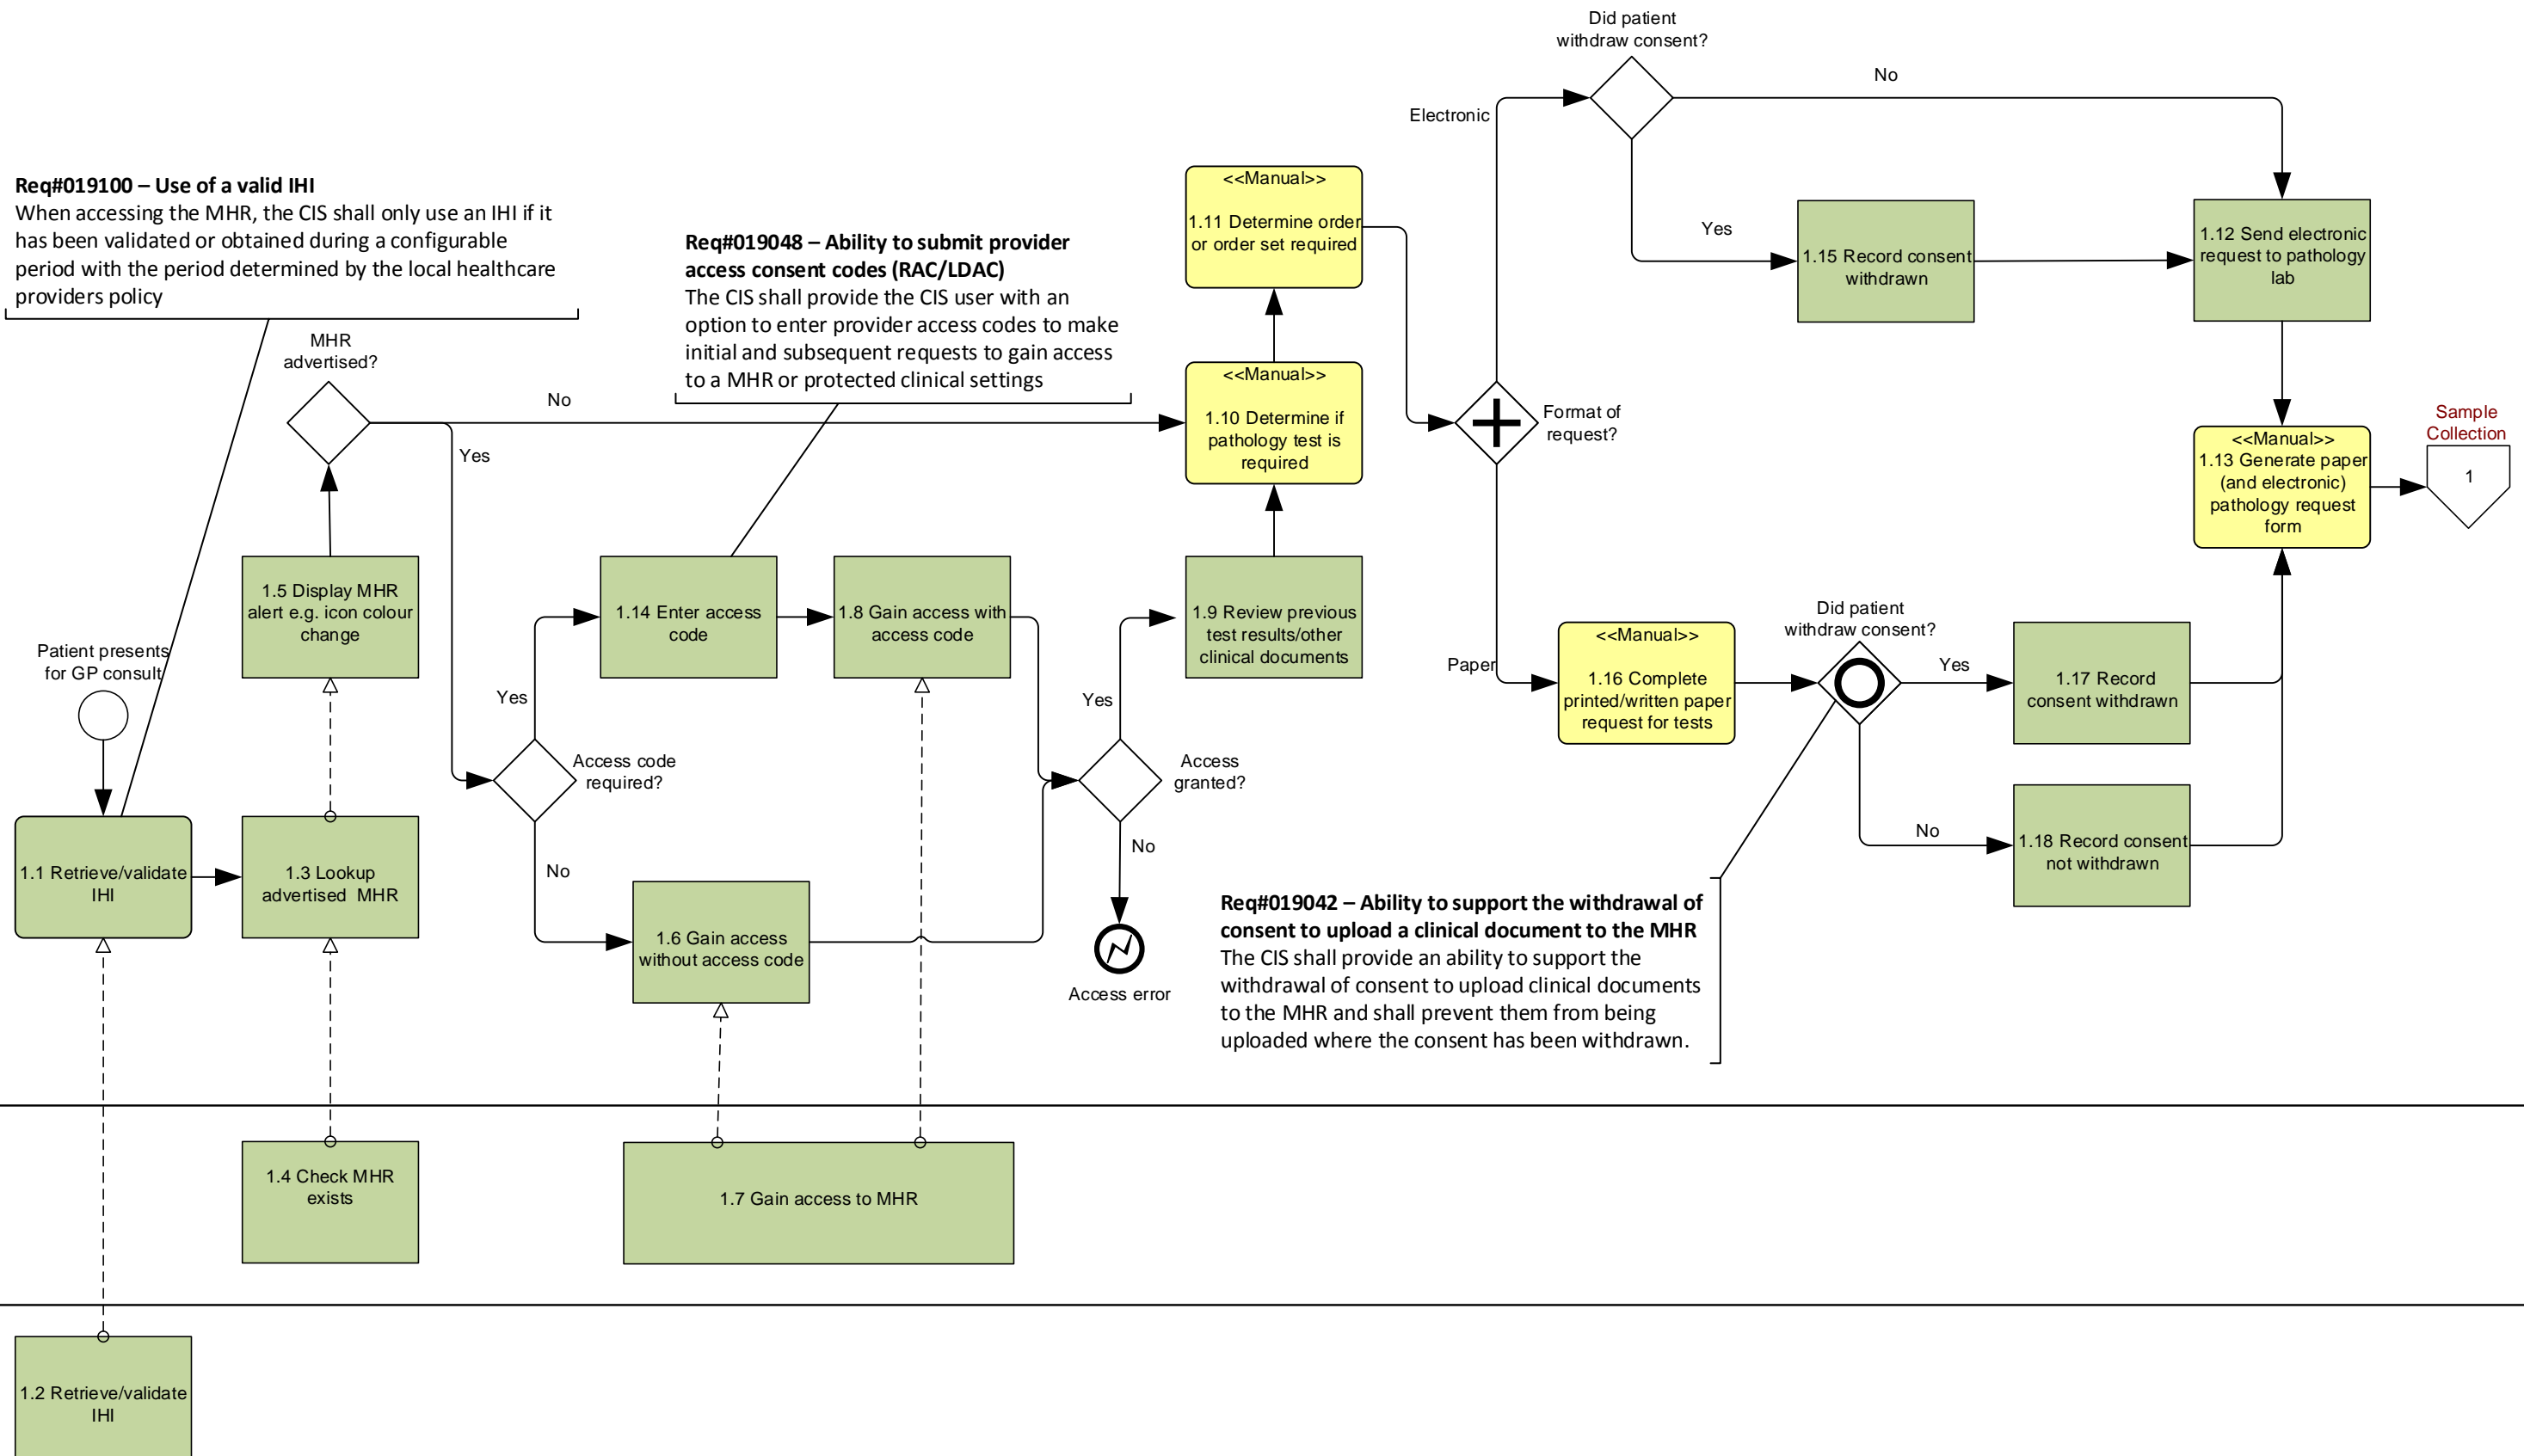 Did patient
withdraw consent?
No
Electronic
Req#019100 – Use of a valid IHI
When accessing the MHR, the CIS shall only use an IHI if it
has been validated or obtained during a configurable
period with the period determined by the local healthcare
providers policy
<<Manual>>
1.11 Determine order
or order set required
Req#019048 – Ability to submit provider
access consent codes (RAC/LDAC)
The CIS shall provide the CIS user with an
option to enter provider access codes to make
initial and subsequent requests to gain access
to a MHR or protected clinical settings
Yes
1.15 Record consent
withdrawn
1.12 Send electronic
request to pathology
lab
MHR
advertised?
No
Yes
<<Manual>>
1.10 Determine if
pathology test is
required
Format of
request?
<<Manual>>
1.13 Generate paper
(and electronic)
pathology request
form
Sample
Collection
1
1.5 Display MHR
alert e.g. icon colour
change
1.14 Enter access
code
1.8 Gain access with
access code
1.9 Review previous
test results/other
clinical documents
Patient presents
for GP consult
Yes
Yes
Paper
<<Manual>>
1.16 Complete
printed/written paper
request for tests
Did patient
withdraw consent?
Yes
1.17 Record
consent withdrawn
Access code
required?
Access
granted?
No
No
No
1.18 Record consent
not withdrawn
1.1 Retrieve/validate
IHI
1.3 Lookup
advertised MHR
1.6 Gain access
without access code
Access error
Req#019042 – Ability to support the withdrawal of
consent to upload a clinical document to the MHR
The CIS shall provide an ability to support the
withdrawal of consent to upload clinical documents
to the MHR and shall prevent them from being
uploaded where the consent has been withdrawn.
1.4 Check MHR
exists
1.7 Gain access to MHR
1.2 Retrieve/validate
IHI